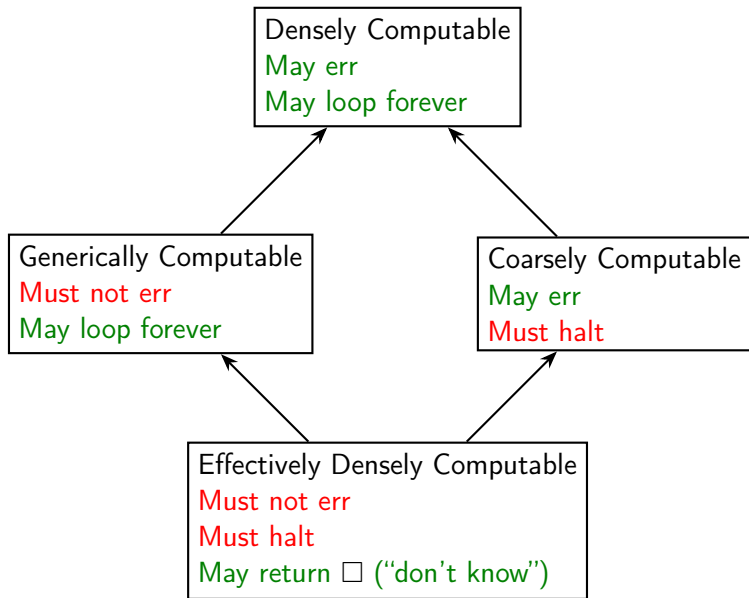 Densely Computable
May err
May loop forever
Generically Computable
Must not err
May loop forever
Coarsely Computable
May err
Must halt
Effectively Densely Computable
Must not err
Must halt
May return □ (“don't know”)